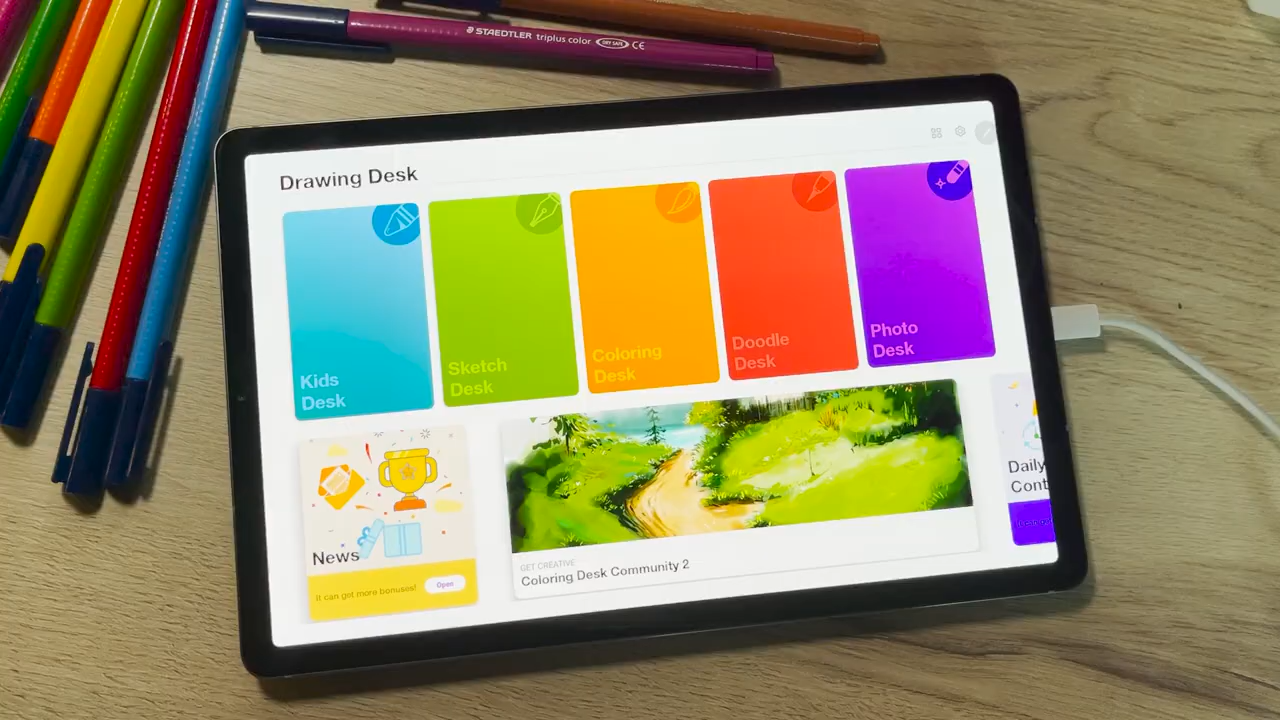 STAEDTLER triplus color DRY SAFE CE
Drawing Desk
Kids
Desk
Sketch
Desk
Coloring
Desk
Doodle
Desk
Photo
Desk
News
It can get more bonuses!
Open
GET CREATIVE
Coloring Desk Community 2
Daily
Cont